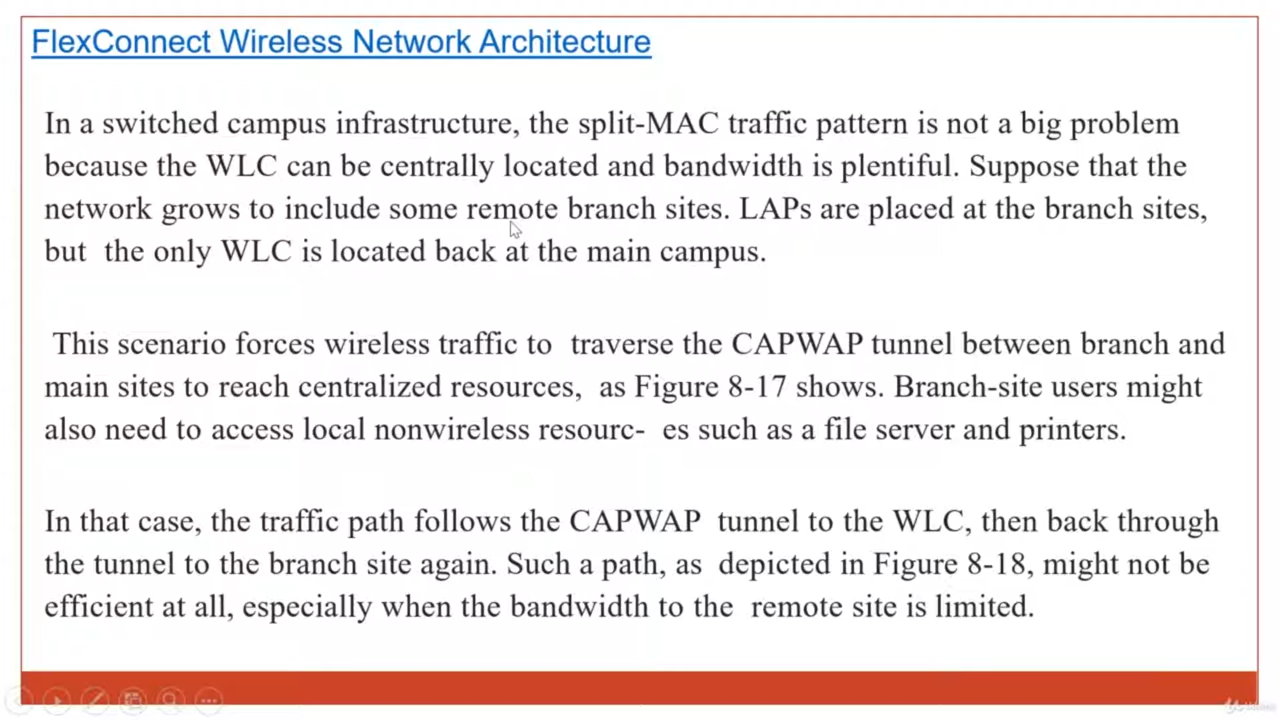 FlexConnect Wireless Network Architecture
In a switched campus infrastructure, the split-MAC traffic pattern is not a big problem
because the WLC can be centrally located and bandwidth is plentiful. Suppose that the
network grows to include some remote branch sites. LAPs are placed at the branch sites,
but the only WLC is located back at the main campus.
This scenario forces wireless traffic to traverse the CAPWAP tunnel between branch and
main sites to reach centralized resources, as Figure 8-17 shows. Branch-site users might
also need to access local nonwireless resourc- es such as a file server and printers.
In that case, the traffic path follows the CAPWAP tunnel to the WLC, then back through
the tunnel to the branch site again. Such a path, as depicted in Figure 8-18, might not be
efficient at all, especially when the bandwidth to the remote site is limited.